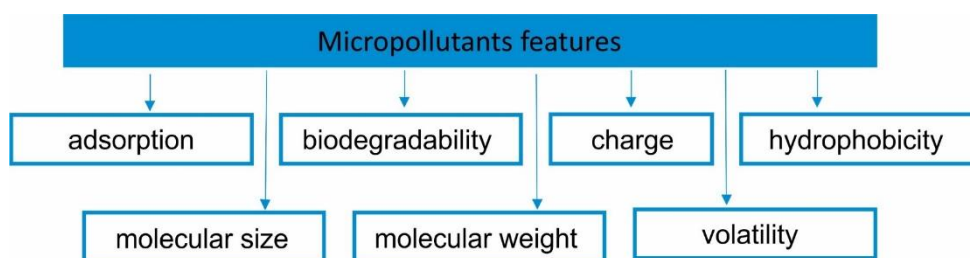 Micropollutants features
adsorption
biodegradability
charge
hydrophobicity
molecular size
molecular weight
volatility